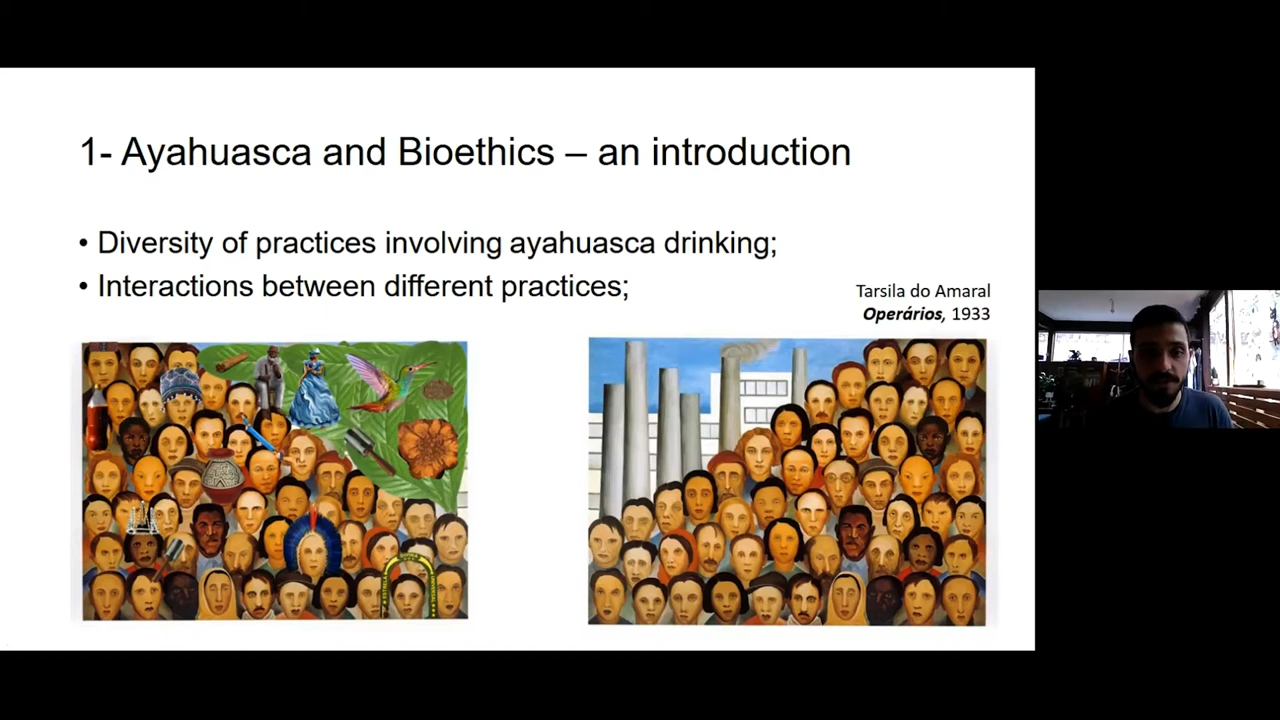 1- Ayahuasca and Bioethics – an introduction
• Diversity of practices involving ayahuasca drinking;
• Interactions between different practices;
Tarsila do Amaral
Operários, 1933
ESTRELA